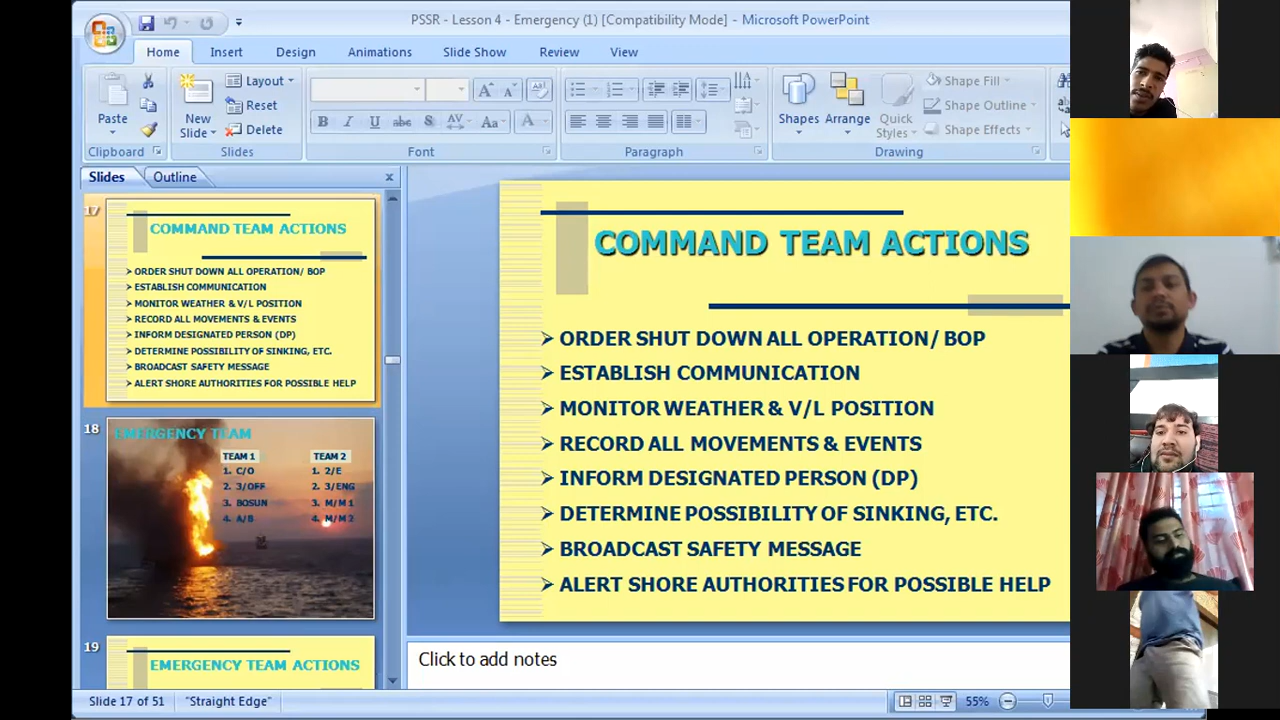 PSSR - Lesson 4 - Emergency (1) [Compatibility Mode] - Microsoft PowerPoint
Home Insert Design Animations Slide Show Review View
Paste
Clipboard
New Slide
Layout
Reset
Delete
Slides
B I U abc AV Aa A
Font
Paragraph
Shapes
Arrange
Quick Styles
Shape Fill
Shape Outline
Shape Effects
Drawing
Slides Outline
17
COMMAND TEAM ACTIONS
ORDER SHUT DOWN ALL OPERATION/ BOP
ESTABLISH COMMUNICATION
MONITOR WEATHER & V/L POSITION
RECORD ALL MOVEMENTS & EVENTS
INFORM DESIGNATED PERSON (DP)
DETERMINE POSSIBILITY OF SINKING, ETC.
BROADCAST SAFETY MESSAGE
ALERT SHORE AUTHORITIES FOR POSSIBLE HELP
18
EMERGENCY TEAM
TEAM 1
1. C/O
2. 3/OFF
3. BOSUN
4. A/B
TEAM 2
1. 2/E
2. 3/ENG
3. M/M 1
4. M/M 2
19
EMERGENCY TEAM ACTIONS
COMMAND TEAM ACTIONS
ORDER SHUT DOWN ALL OPERATION/ BOP
ESTABLISH COMMUNICATION
MONITOR WEATHER & V/L POSITION
RECORD ALL MOVEMENTS & EVENTS
INFORM DESIGNATED PERSON (DP)
DETERMINE POSSIBILITY OF SINKING, ETC.
BROADCAST SAFETY MESSAGE
ALERT SHORE AUTHORITIES FOR POSSIBLE HELP
Click to add notes
Slide 17 of 51 "Straight Edge" 55%